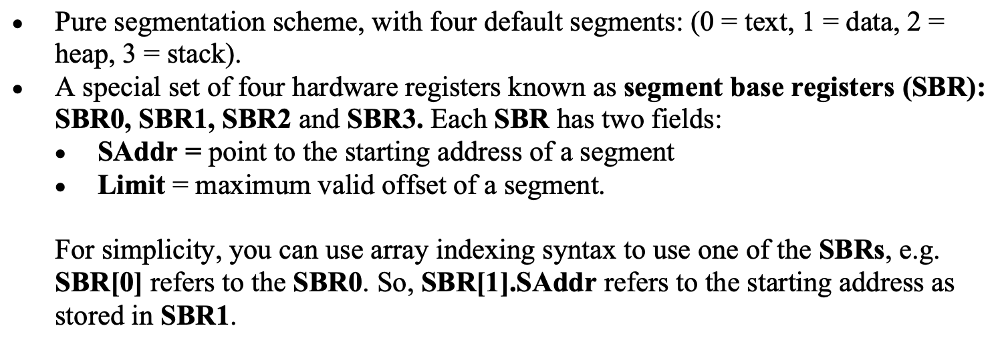 • Pure segmentation scheme, with four default segments: (0 = text, 1 = data, 2 =
heap, 3 = stack).
• A special set of four hardware registers known as segment base registers (SBR):
SBR0, SBR1, SBR2 and SBR3. Each SBR has two fields:
• SAddr = point to the starting address of a segment
• Limit = maximum valid offset of a segment.
For simplicity, you can use array indexing syntax to use one of the SBRs, e.g.
SBR[0] refers to the SBR0. So, SBR[1].SAddr refers to the starting address as
stored in SBR1.